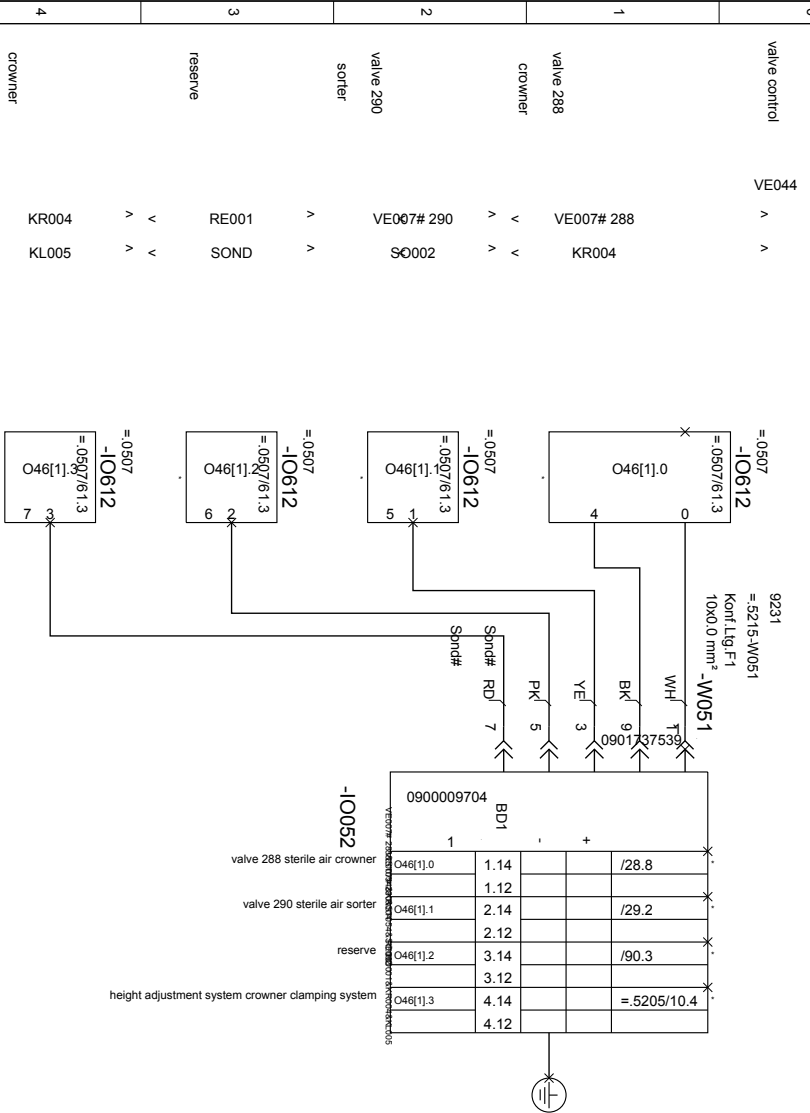 4
3
2
1
crowner
reserve
sorter
valve 290
crowner
valve 288
valve control
VE044
KR004
> <
RE001
>
VE007# 290
<
> <
VE007# 288
>
KL005
> <
SOND
>
SO002
<
> <
KR004
>
=.0507
-IO612
=.0507/61.3
O46[1].3
7 3
=.0507
-IO612
=.0507/61.3
O46[1].2
6 2
=.0507
-IO612
=.0507/61.3
O46[1].1
5 1
=.0507
-IO612
=.0507/61.3
O46[1].0
4 0
9231
=.5215-W051
Konf.Ltg.F1
10x0.0 mm²
-W051
Sond#
Sond#
RD
PK
YE
BK
WH
7
5
3
9
1
0901737539
-IO052
0900009704
BD1
1 - +
valve 288 sterile air crowner
O46[1].0 1.14 /28.8
1.12
valve 290 sterile air sorter
O46[1].1 2.14 /29.2
2.12
reserve
O46[1].2 3.14 /90.3
3.12
height adjustment system crowner clamping system
O46[1].3 4.14 =.5205/10.4
4.12